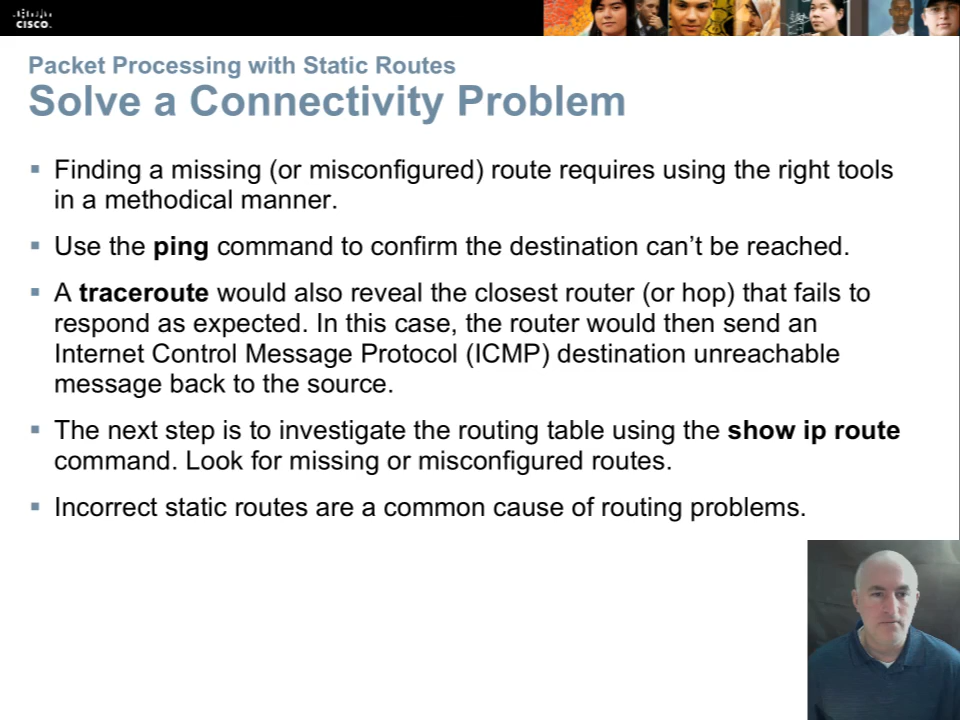 CISCO
Packet Processing with Static Routes
Solve a Connectivity Problem
Finding a missing (or misconfigured) route requires using the right tools
in a methodical manner.
Use the ping command to confirm the destination can’t be reached.
A traceroute would also reveal the closest router (or hop) that fails to
respond as expected. In this case, the router would then send an
Internet Control Message Protocol (ICMP) destination unreachable
message back to the source.
The next step is to investigate the routing table using the show ip route
command. Look for missing or misconfigured routes.
Incorrect static routes are a common cause of routing problems.